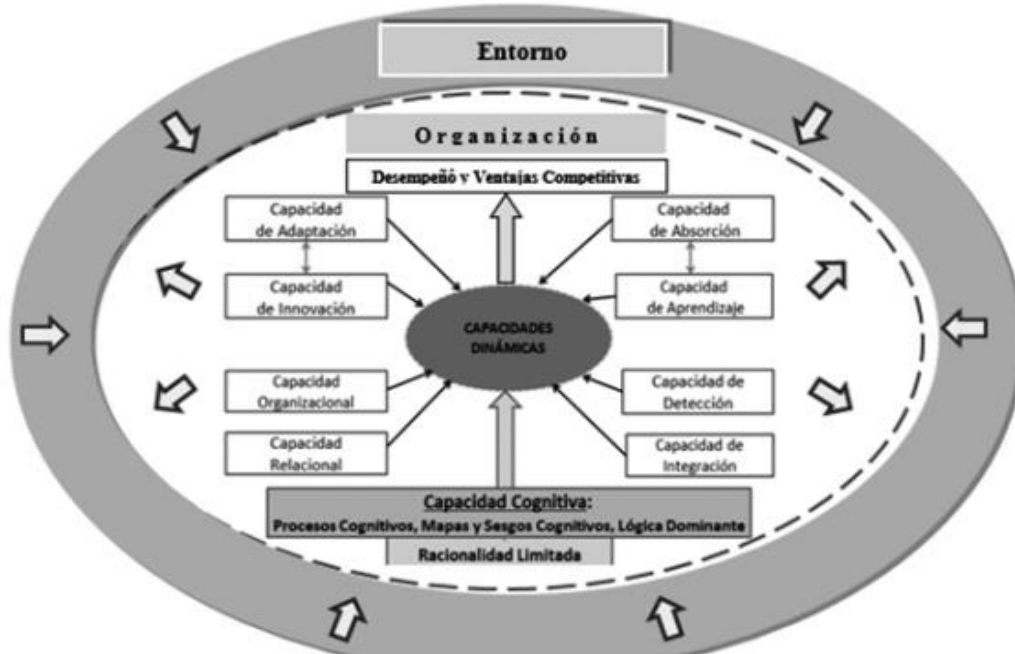 Entorno
Organización
Desempeñó y Ventajas Competitivas
Capacidad
de Adaptación
Capacidad
de Absorción
Capacidad
de Innovación
Capacidad
de Aprendizaje
CAPACIDADES
DINÁMICAS
Capacidad
Organizacional
Capacidad de
Detección
Capacidad
Relacional
Capacidad de
Integración
Capacidad Cognitiva:
Procesos Cognitivos, Mapas y Sesgos Cognitivos, Lógica Dominante
Racionalidad Limitada